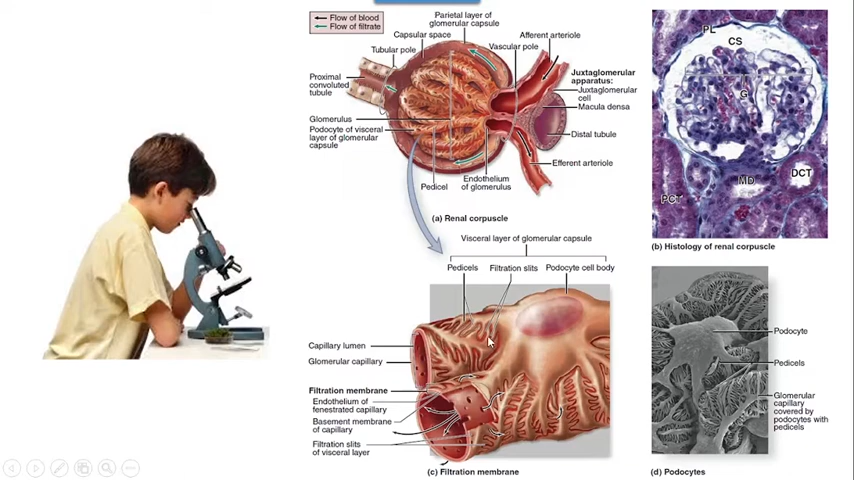 Flow of blood
Flow of filtrate
Parietal layer of
glomerular capsule
Capsular space
Tubular pole
Afferent arteriole
Vascular pole
Proximal
convoluted
tubule
Juxtaglomerular
apparatus:
Juxtaglomerular
cell
Macula densa
Glomerulus
Podocyte of visceral
layer of glomerular
capsule
Distal tubule
Efferent arteriole
Pedicel
Endothelium
of glomerulus
(a) Renal corpuscle
PL
CS
G
MD
DCT
PCT
(b) Histology of renal corpuscle
Visceral layer of glomerular capsule
Pedicels
Filtration slits
Podocyte cell body
Capillary lumen
Glomerular capillary
Filtration membrane
Endothelium of
fenestrated capillary
Basement membrane
of capillary
Filtration slits
of visceral layer
(c) Filtration membrane
Podocyte
Pedicels
Glomerular
capillary
covered by
podocytes with
pedicels
(d) Podocytes